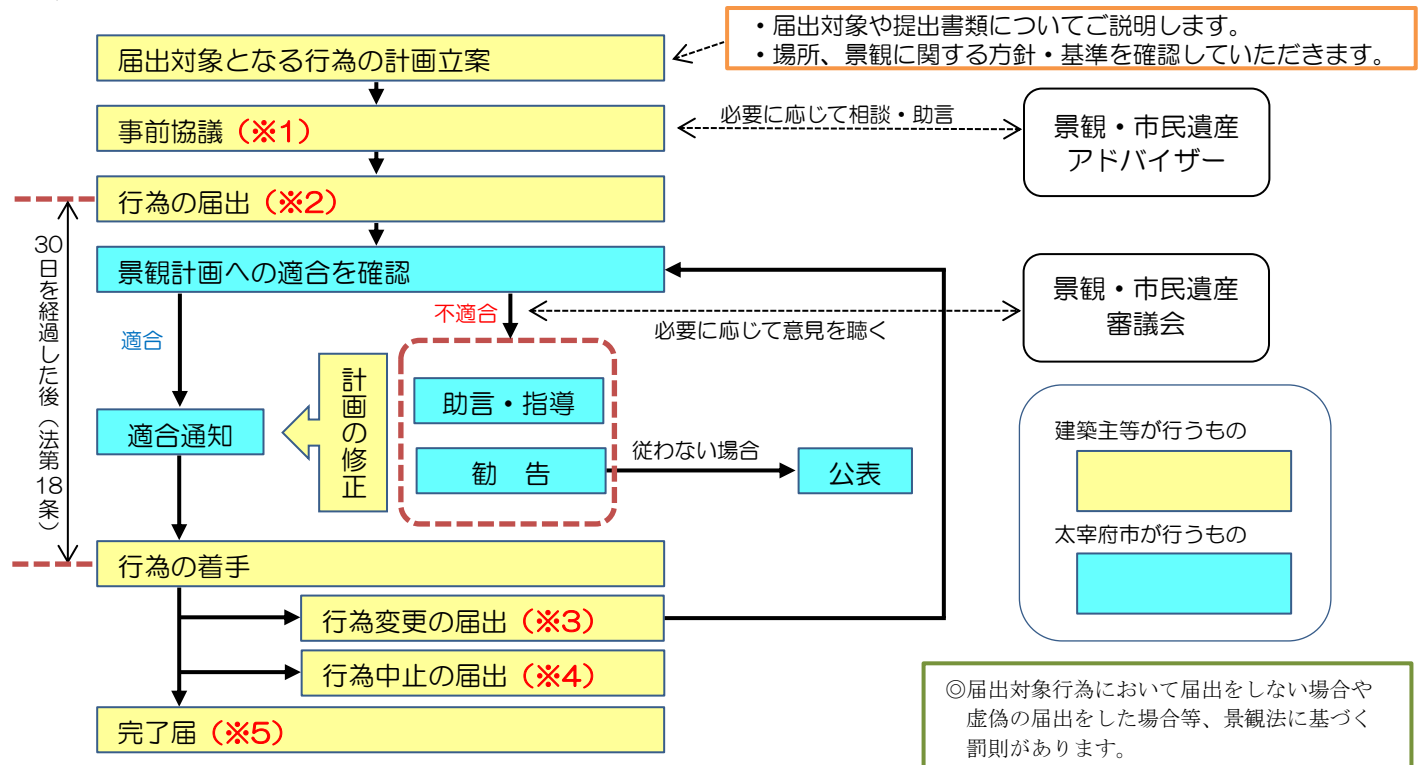 ・届出対象や提出書類についてご説明します。
・場所、景観に関する方針・基準を確認していただきます。
届出対象となる行為の計画立案
事前協議（※1）
必要に応じて相談・助言
景観・市民遺産
アドバイザー
行為の届出（※2）
30日を経過した後（法第18条）
景観計画への適合を確認
景観・市民遺産
審議会
不適合
必要に応じて意見を聴く
適合
計画の修正
助言・指導
適合通知
勧　告
従わない場合
公表
建築主等が行うもの
太宰府市が行うもの
行為の着手
行為変更の届出（※3）
行為中止の届出（※4）
完了届（※5）
◎届出対象行為において届出をしない場合や
虚偽の届出をした場合等、景観法に基づく
罰則があります。